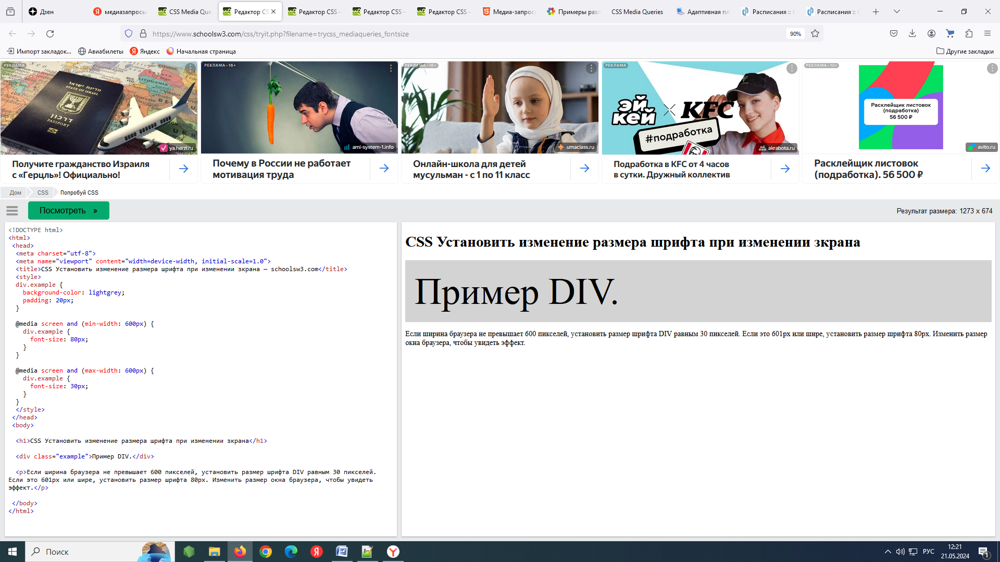 Дзен
медиазапросы
CSS Media Que
Редактор CS
Редактор CSS –
Редактор CSS –
Редактор CSS –
Медиа-запрос
Примеры разл
CSS Media Queries
Адаптивная пл
Расписания :: С
Расписания :: С
https://www.schoolsw3.com/css/tryit.php?filename=trycss_mediaqueries_fontsize
90%
Импорт закладок...
Авиабилеты
Яндекс
Начальная страница
Другие закладки
РЕКЛАМА
ya.herzl.ru
Получите гражданство Израиля
с «Герцль»! Официально!
РЕКЛАМА • 16+
ami-system-1.info
Почему в России не работает
мотивация труда
РЕКЛАМА • 16+
umaclass.ru
Онлайн-школа для детей
мусульман - с 1 по 11 класс
РЕКЛАМА
эй,
кей
KFC
#подработка
akrabota.ru
Подработка в KFC от 4 часов
в сутки. Дружный коллектив
РЕКЛАМА • 12+
Расклейщик листовок
(подработка)
56 500 ₽
avito.ru
Расклейщик листовок
(подработка). 56 500 ₽
Дом
CSS
Попробуй CSS
Посмотреть »
Результат размера: 1273 x 674
<!DOCTYPE html>
<html>
<head>
<meta charset="utf-8">
<meta name="viewport" content="width=device-width, initial-scale=1.0">
<title>CSS Установить изменение размера шрифта при изменении экрана — schoolsw3.com</title>
<style>
div.example {
background-color: lightgrey;
padding: 20px;
}
@media screen and (min-width: 600px) {
div.example {
font-size: 80px;
}
}
@media screen and (max-width: 600px) {
div.example {
font-size: 30px;
}
}
</style>
</head>
<body>
<h1>CSS Установить изменение размера шрифта при изменении экрана</h1>
<div class="example">Пример DIV.</div>
<p>Если ширина браузера не превышает 600 пикселей, установить размер шрифта DIV равным 30 пикселей.
Если это 601px или шире, установить размер шрифта 80px. Изменить размер окна браузера, чтобы увидеть
эффект.</p>
</body>
</html>
CSS Установить изменение размера шрифта при изменении зкрана
Пример DIV.
Если ширина браузера не превышает 600 пикселей, установить размер шрифта DIV равным 30 пикселей. Если это 601px или шире, установить размер шрифта 80px. Изменить размер
окна браузера, чтобы увидеть эффект.
Поиск
РУС
12:21
21.05.2024
1